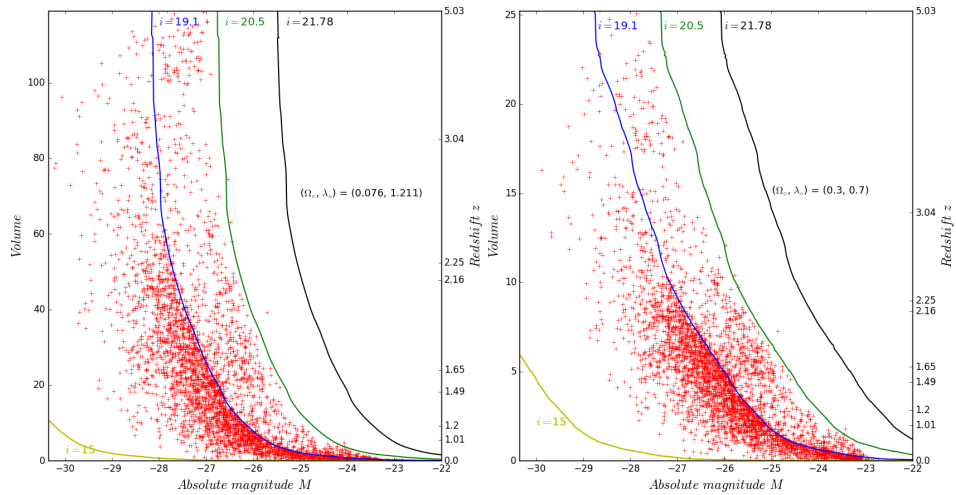 i=19.1 i=20.5 i=21.78
(Ω₀, λ₀) = (0.076, 1.211)
i=15
Volume
0 20 40 60 80 100
−30 −29 −28 −27 −26 −25 −24 −23 −22
Absolute magnitude M
5.03
3.04
2.25
2.16
1.65
1.49
1.2
1.01
0.0
Redshift z
i=19.1 i=20.5 i=21.78
(Ω₀, λ₀) = (0.3, 0.7)
i=15
Volume
0 5 10 15 20 25
−30 −29 −28 −27 −26 −25 −24 −23 −22
Absolute magnitude M
5.03
3.04
2.25
2.16
1.65
1.49
1.2
1.01
0.0
Redshift z